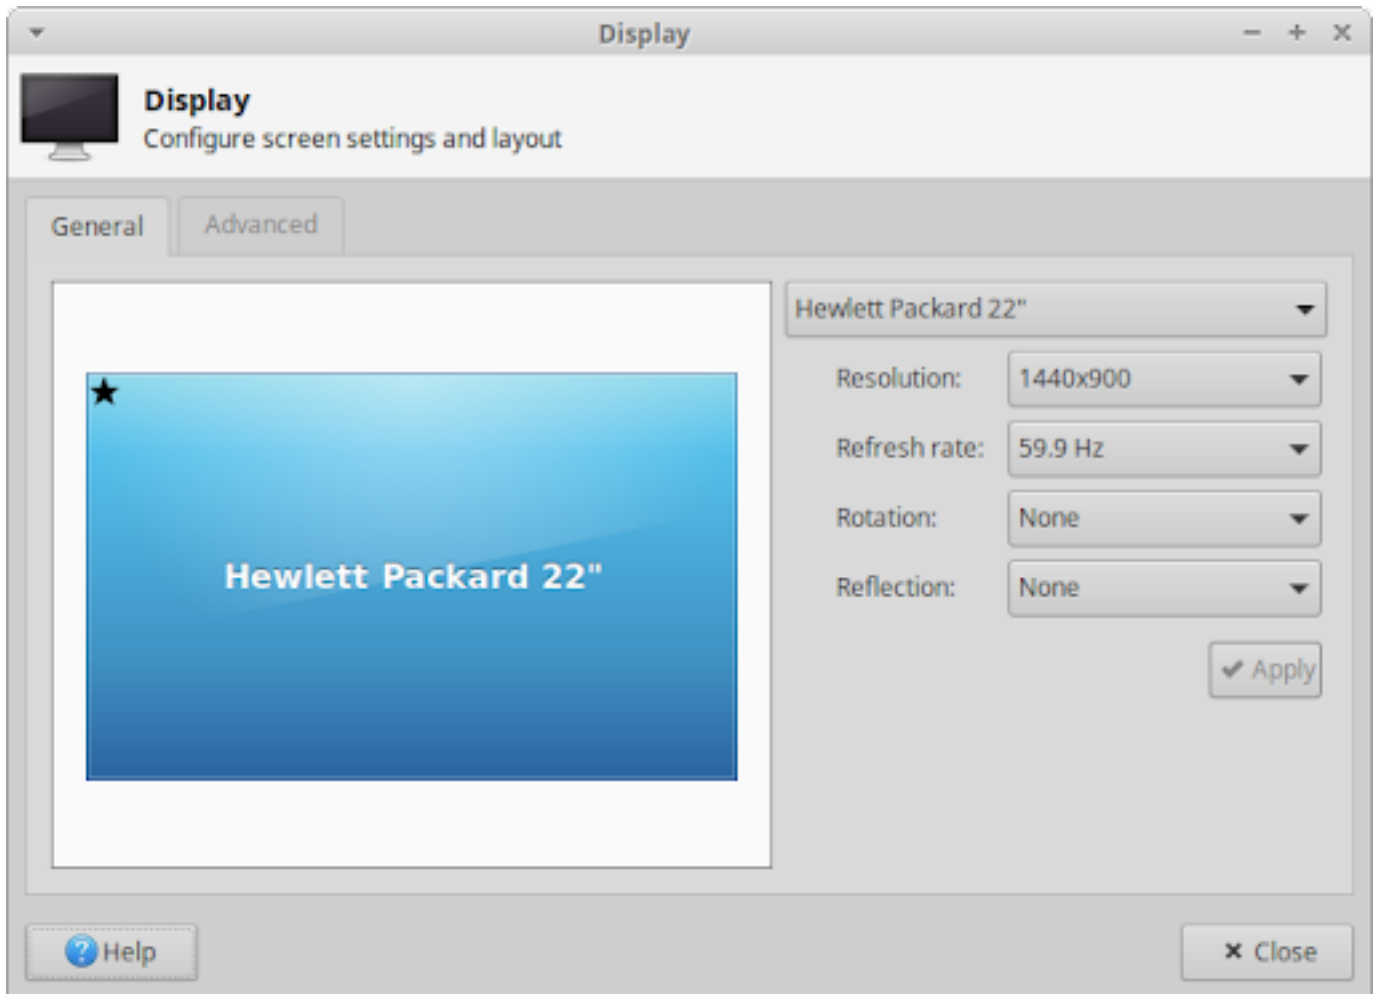 Display
Display
Configure screen settings and layout
General
Advanced
Hewlett Packard 22"
Hewlett Packard 22"
Resolution: 1440x900
Refresh rate: 59.9 Hz
Rotation: None
Reflection: None
Apply
Help
Close